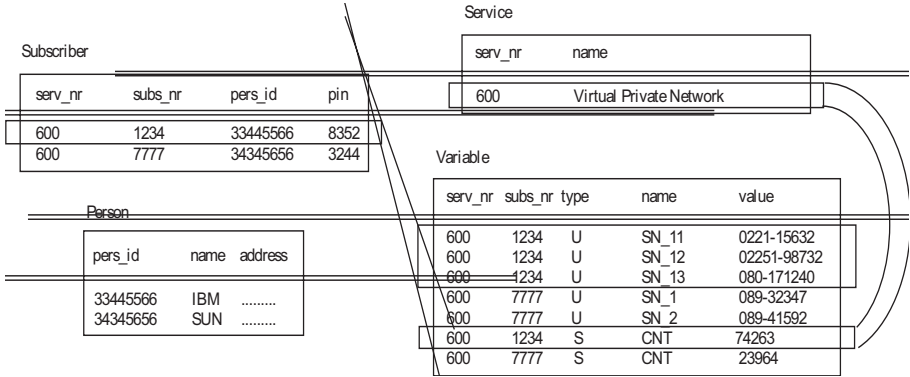 Subscriber
serv_nr subs_nr pers_id pin
600 1234 33445566 8352
600 7777 34345656 3244
Person
pers_id name address
33445566 IBM .........
34345656 SUN .........
Service
serv_nr name
600 Virtual Private Network
Variable
serv_nr subs_nr type name value
600 1234 U SN_11 0221-15632
600 1234 U SN_12 02251-98732
600 1234 U SN_13 080-171240
600 7777 U SN_1 089-32347
600 7777 U SN_2 089-41592
600 1234 S CNT 74263
600 7777 S CNT 23964